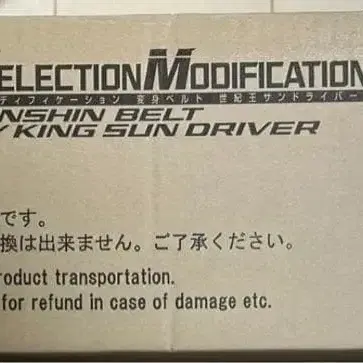 ELECTION MODIFICATION
ディフィケーション 変身ベルト 世紀王サンドライバー
NSHIN BELT
KING SUN DRIVER
です。
換は出来ません。ご了承ください。
roduct transportation.
for refund in case of damage etc.